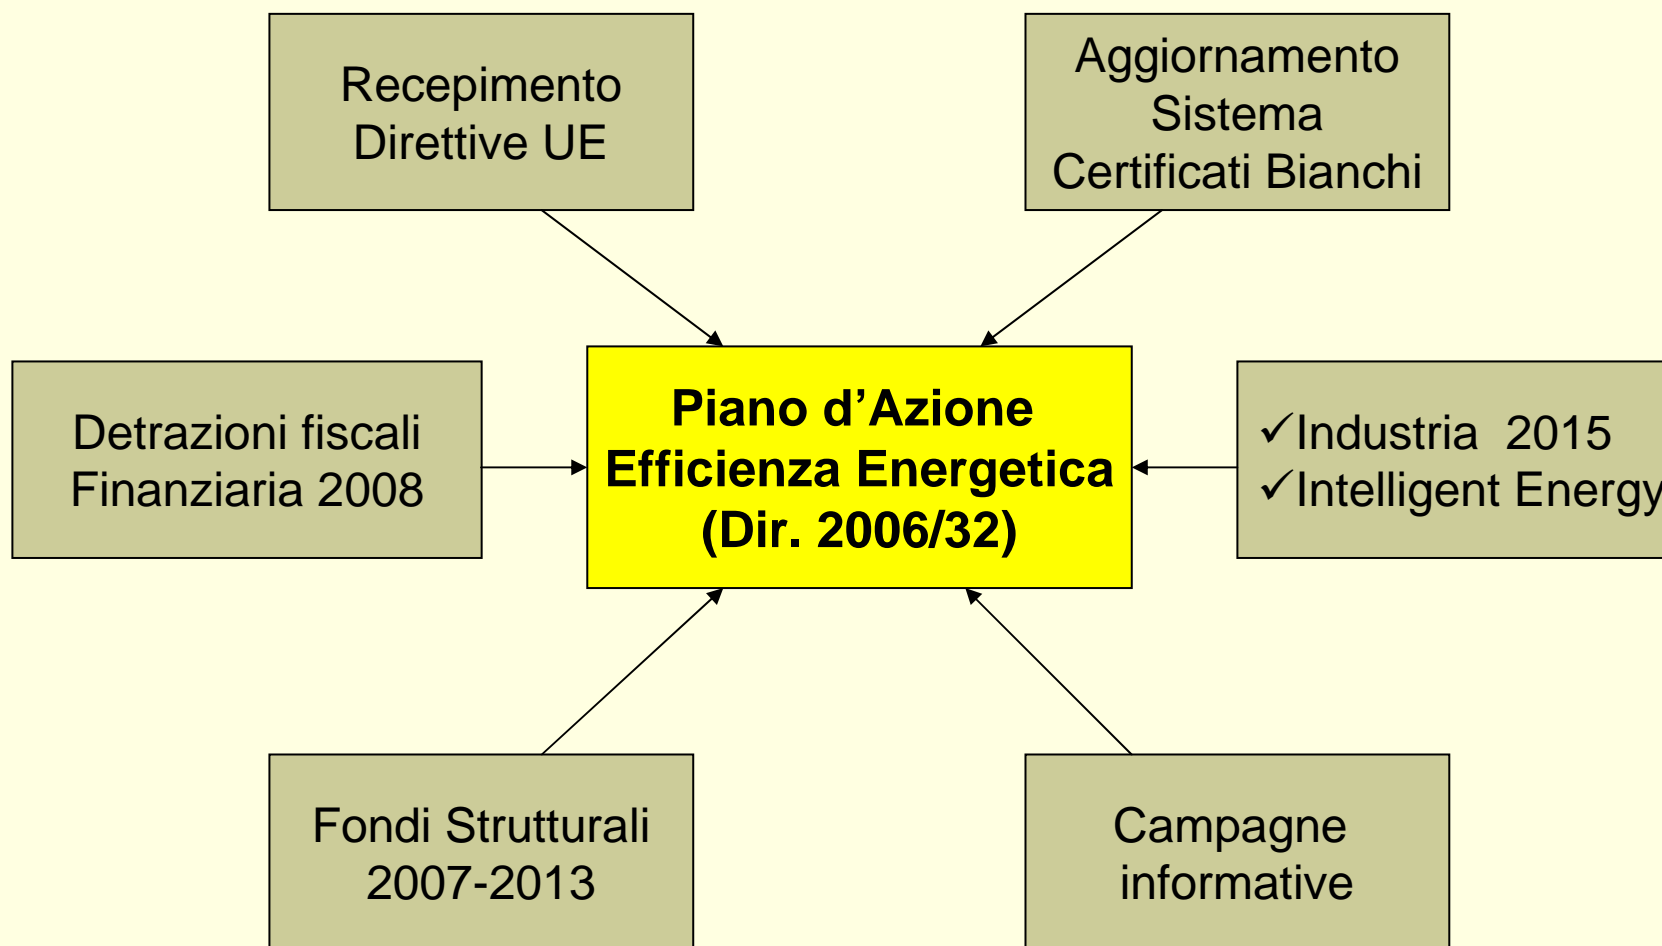 Recepimento
Direttive UE
Aggiornamento
Sistema
Certificati Bianchi
Detrazioni fiscali
Finanziaria 2008
Piano d’Azione
Efficienza Energetica
(Dir. 2006/32)
✓Industria 2015
✓Intelligent Energy
Fondi Strutturali
2007-2013
Campagne
informative